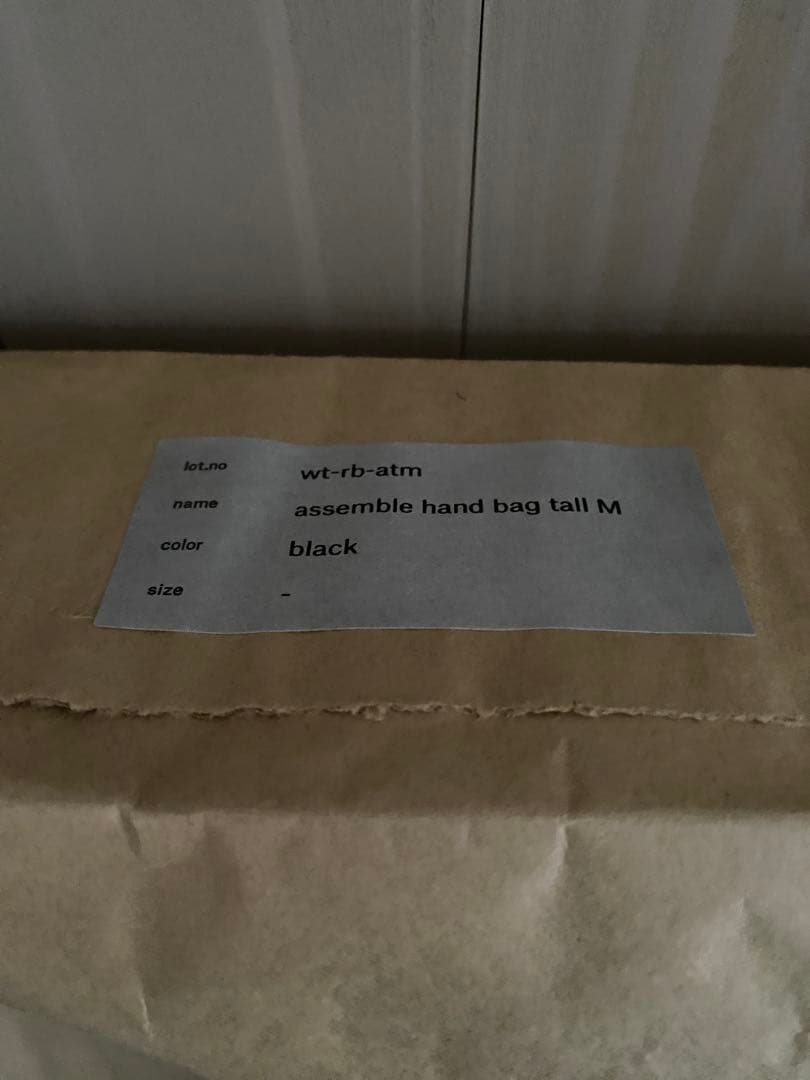 lot.no wt-rb-atm
name assemble hand bag tall M
color black
size -